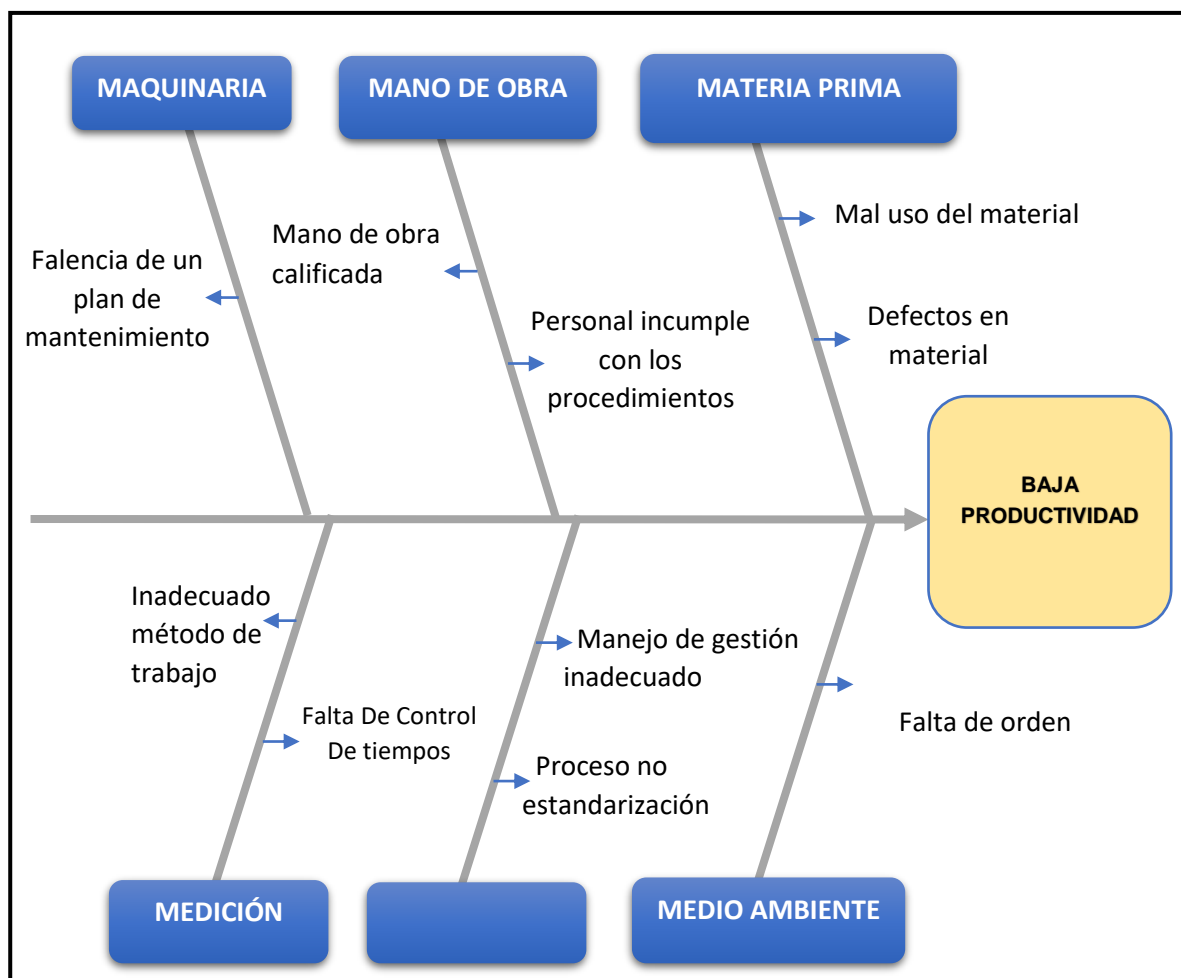 MAQUINARIA
MANO DE OBRA
MATERIA PRIMA
Mal uso del material
Mano de obra
calificada
Falencia de un
plan de
mantenimiento
Personal incumple
con los
procedimientos
Defectos en
material
BAJA
PRODUCTIVIDAD
Inadecuado
método de
trabajo
Manejo de gestión
inadecuado
Falta De Control
De tiempos
Falta de orden
Proceso no
estandarización
MEDICIÓN
MEDIO AMBIENTE